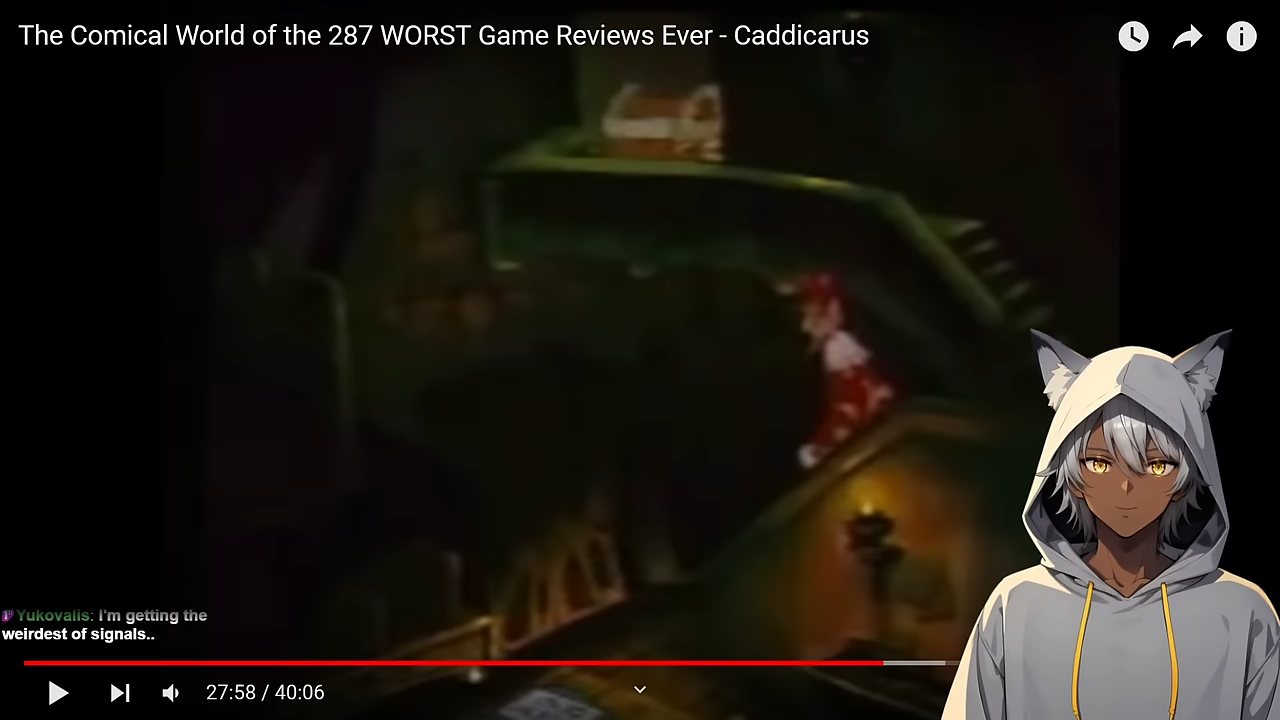 The Comical World of the 287 WORST Game Reviews Ever - Caddicarus
Yukovalis: I'm getting the
weirdest of signals..
27:58 / 40:06